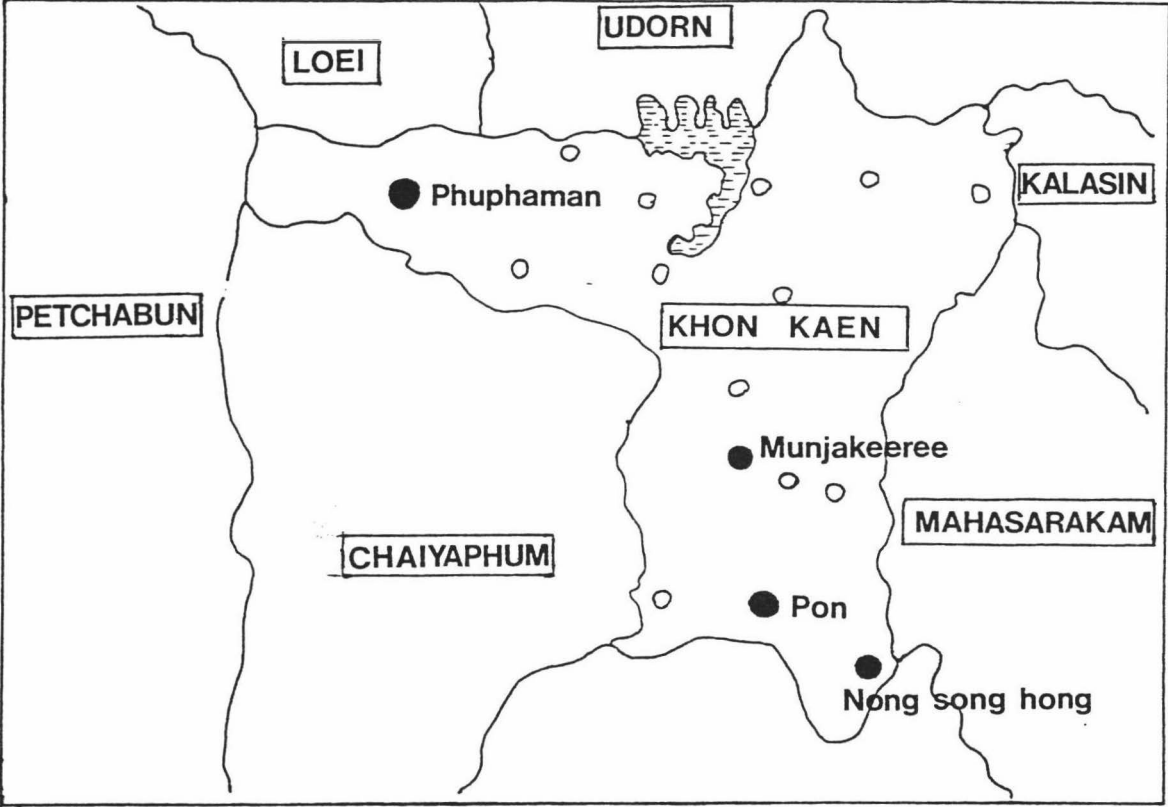 UDORN
LOEI
KALASIN
Phuphaman
PETCHABUN
KHON KAEN
Munjakeeree
MAHASARAKAM
CHAIYAPHUM
Pon
Nong song hong